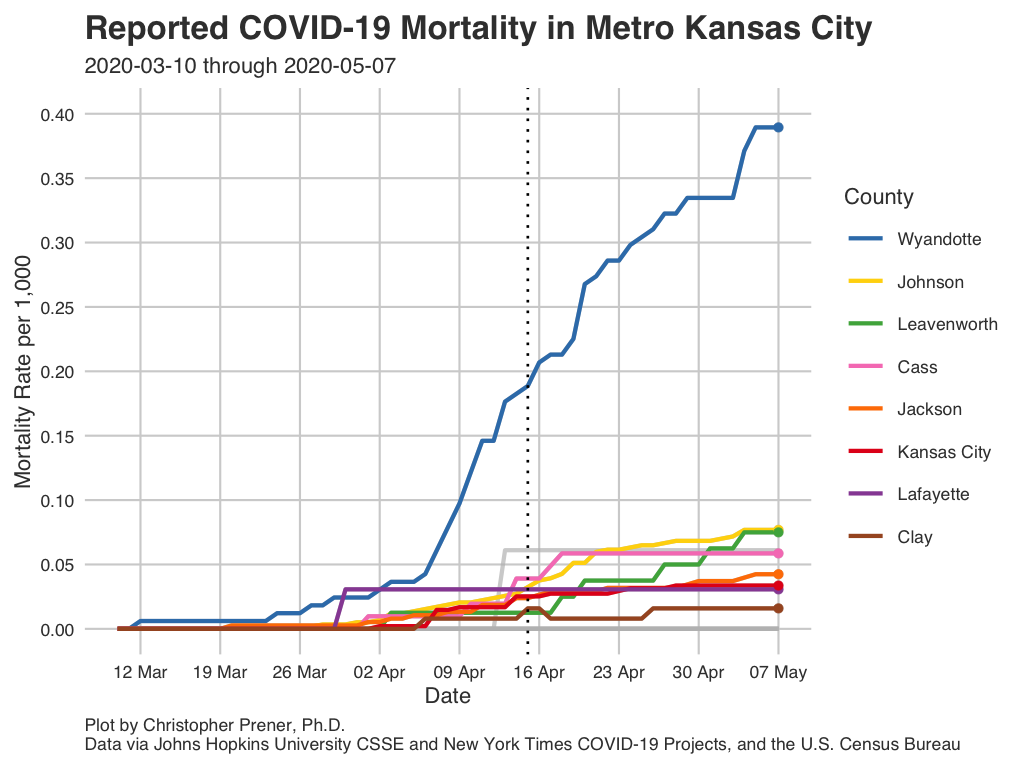 Reported COVID-19 Mortality in Metro Kansas City
2020-03-10 through 2020-05-07
Mortality Rate per 1,000
0.40
0.35
0.30
0.25
0.20
0.15
0.10
0.05
0.00
12 Mar
19 Mar
26 Mar
02 Apr
09 Apr
16 Apr
23 Apr
30 Apr
07 May
Date
County
Wyandotte
Johnson
Leavenworth
Cass
Jackson
Kansas City
Lafayette
Clay
Plot by Christopher Prener, Ph.D.
Data via Johns Hopkins University CSSE and New York Times COVID-19 Projects, and the U.S. Census Bureau